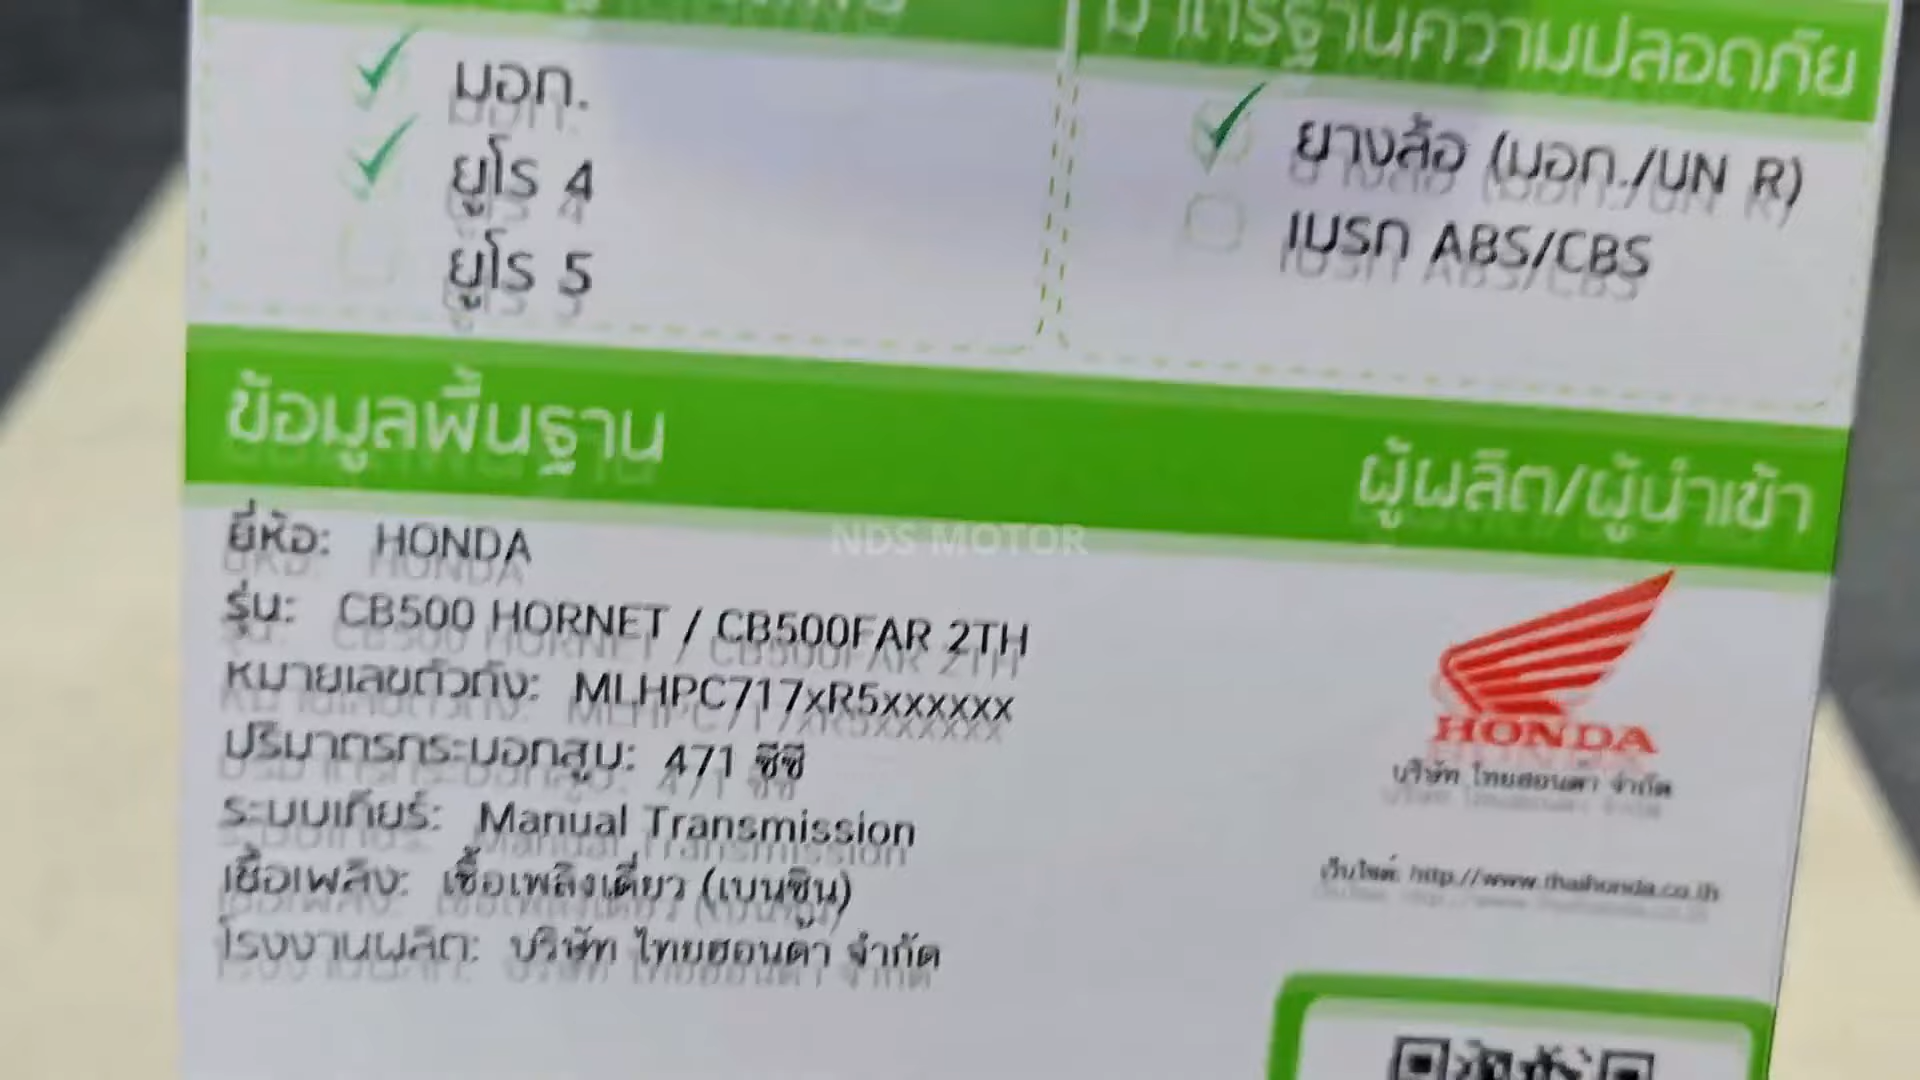 มาตรฐานความปลอดภัย
มอก.
ยูโร 4
ยูโร 5
ยางล้อ (มอก./UN R)
เบรก ABS/CBS
ข้อมูลพื้นฐาน
ผู้ผลิต/ผู้นำเข้า
ยี่ห้อ: HONDA
รุ่น: CB500 HORNET / CB500FAR 2TH
หมายเลขตัวถัง: MLHPC717xR5xxxxxx
ปริมาตรกระบอกสูบ: 471 ซีซี
ระบบเกียร์: Manual Transmission
เชื้อเพลิง: เชื้อเพลิงเดี่ยว (เบนซิน)
โรงงานผลิต: บริษัท ไทยฮอนดา จำกัด
NDS MOTOR
HONDA
บริษัท ไทยฮอนดา จำกัด
เว็บไซต์: http://www.thaihonda.co.th